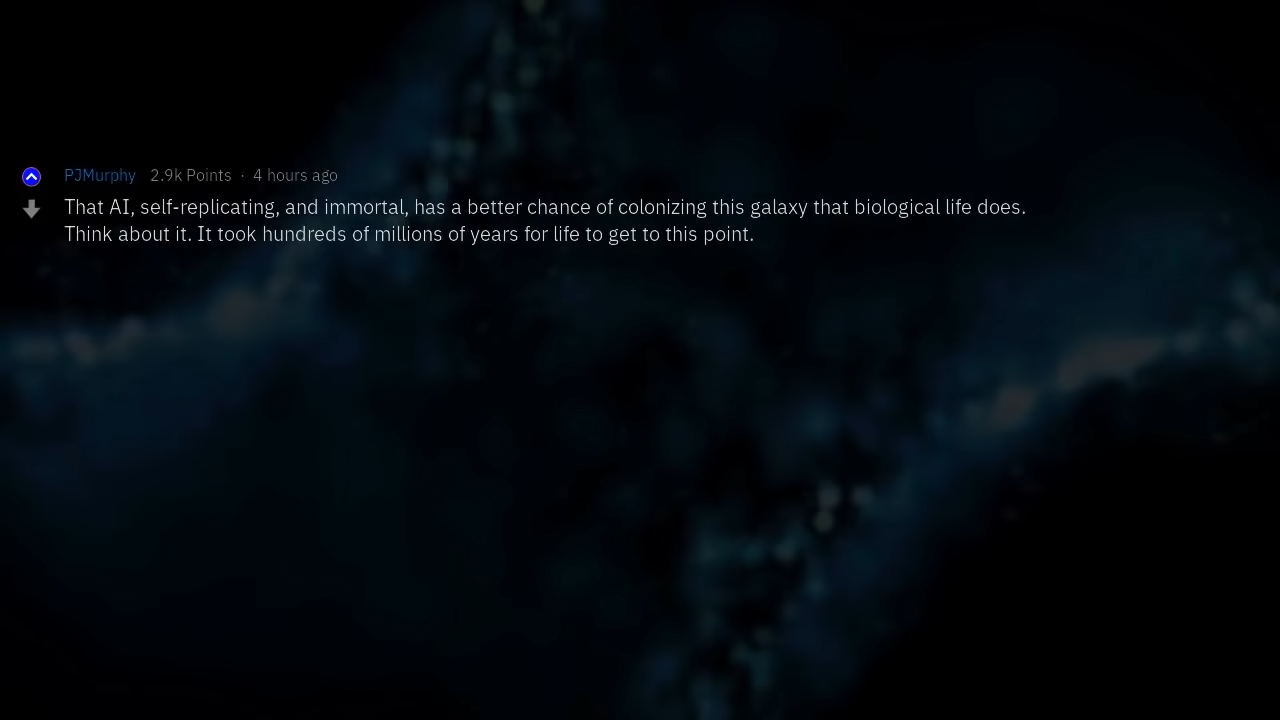 PJMurphy 2.9k Points · 4 hours ago
That AI, self-replicating, and immortal, has a better chance of colonizing this galaxy that biological life does.
Think about it. It took hundreds of millions of years for life to get to this point.